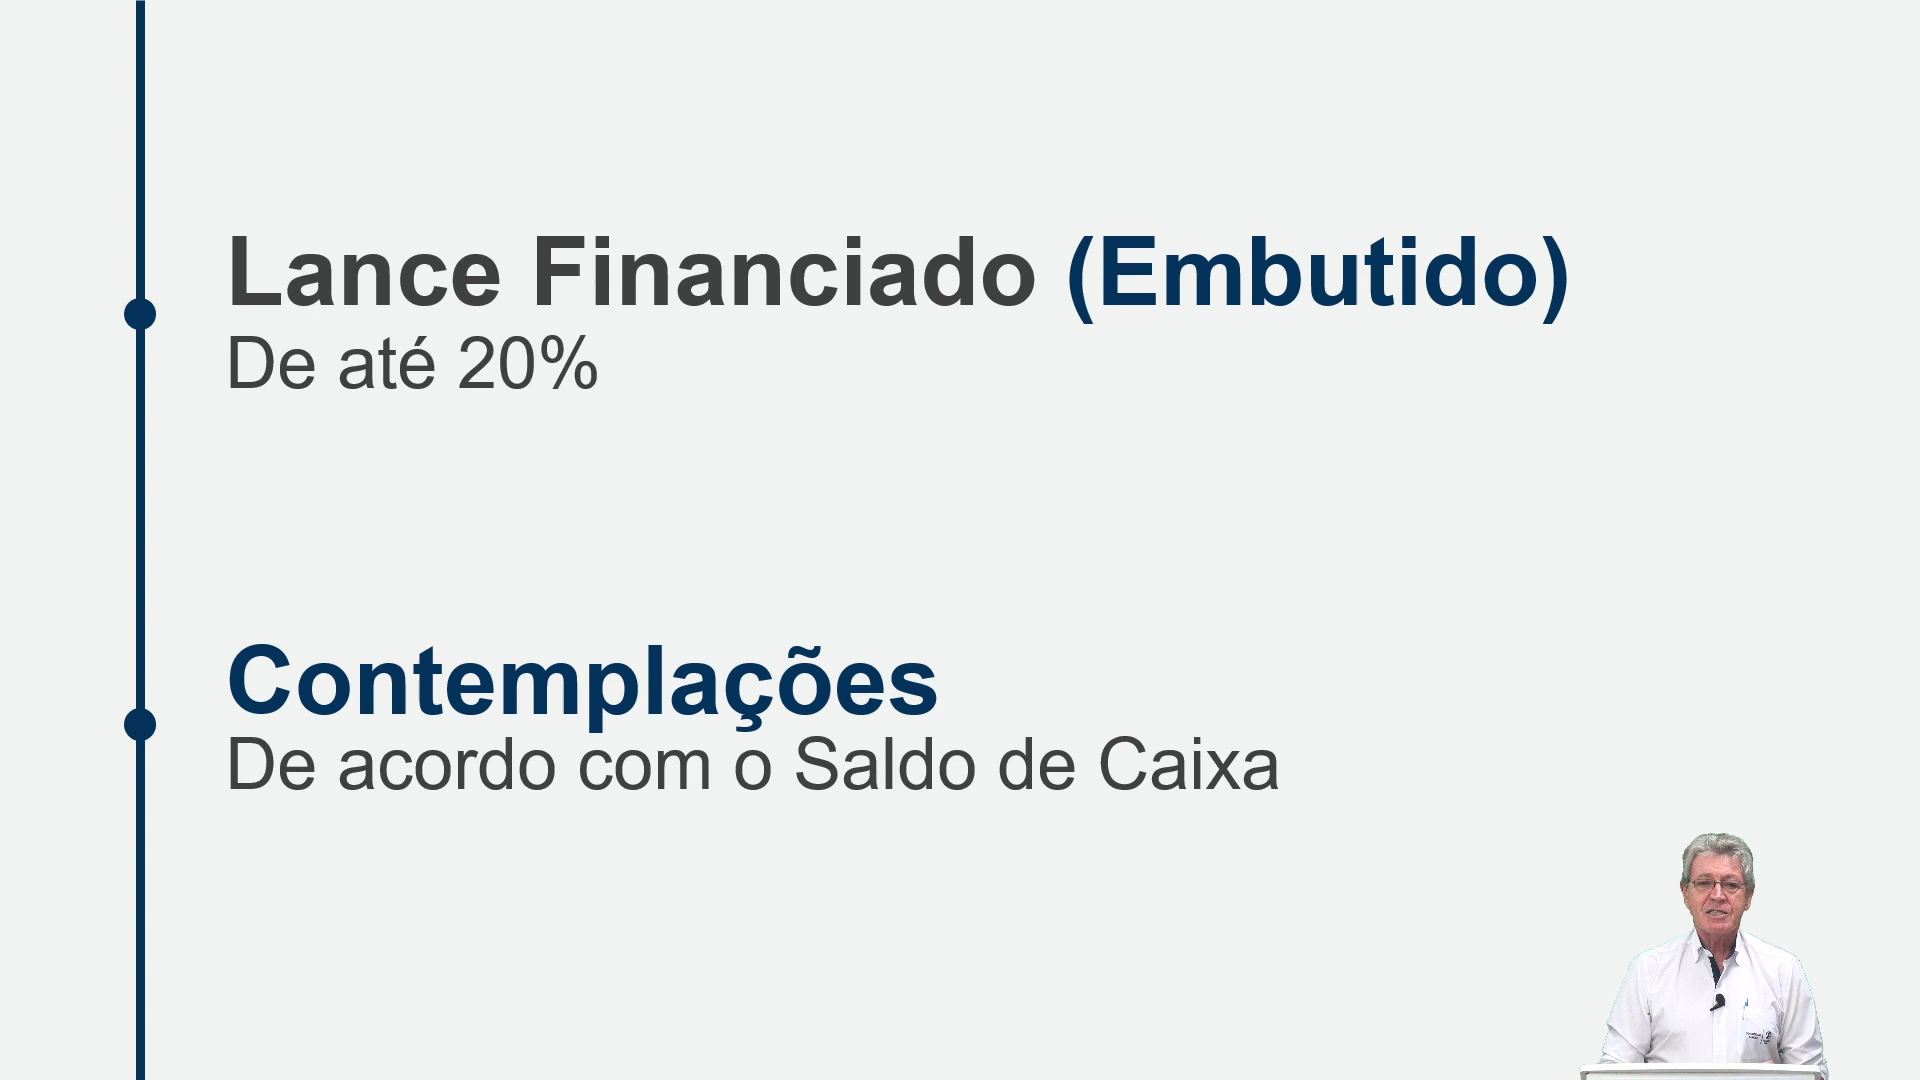 Lance Financiado (Embutido)
De até 20%
Contemplações
De acordo com o Saldo de Caixa